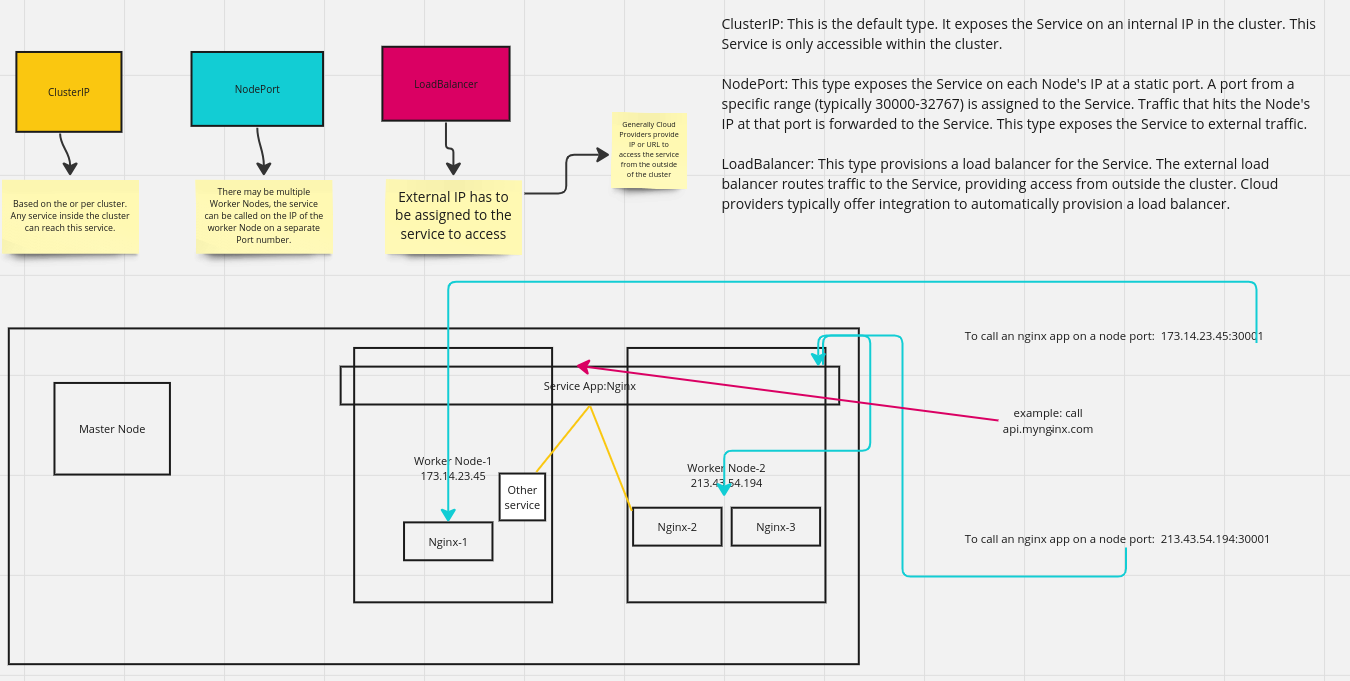 ClusterIP
NodePort
LoadBalancer
Based on the or per cluster.
Any service inside the cluster
can reach this service.
There may be multiple
Worker Nodes, the service
can be called on the IP of the
worker Node on a separate
Port number.
External IP has to
be assigned to the
service to access
Generally Cloud
Providers provide
IP or URL to
access the service
from the outside
of the cluster
ClusterIP: This is the default type. It exposes the Service on an internal IP in the cluster. This
Service is only accessible within the cluster.
NodePort: This type exposes the Service on each Node's IP at a static port. A port from a
specific range (typically 30000-32767) is assigned to the Service. Traffic that hits the Node's
IP at that port is forwarded to the Service. This type exposes the Service to external traffic.
LoadBalancer: This type provisions a load balancer for the Service. The external load
balancer routes traffic to the Service, providing access from outside the cluster. Cloud
providers typically offer integration to automatically provision a load balancer.
To call an nginx app on a node port:  173.14.23.45:30001
Service App:Nginx
example: call
api.mynginx.com
Master Node
Worker Node-1
173.14.23.45
Worker Node-2
213.43.54.194
Other
service
Nginx-1
Nginx-2
Nginx-3
To call an nginx app on a node port:  213.43.54.194:30001